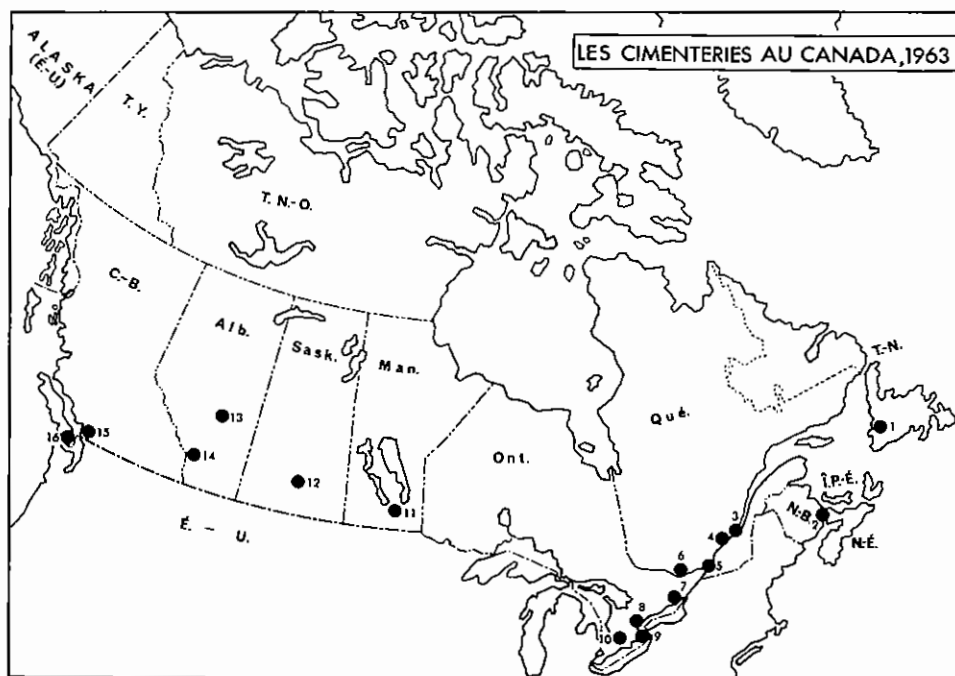 LES CIMENTERIES AU CANADA, 1963
ALASKA
(É-U)
T.Y.
T.N.-O.
C.-B.
Alb.
Sask.
Man.
Ont.
Qué.
T.-N.
Î.P.-É.
N.-B.
N.-É.
É. - U.
1
2
3
4
5
6
7
8
9
10
11
12
13
14
15
16